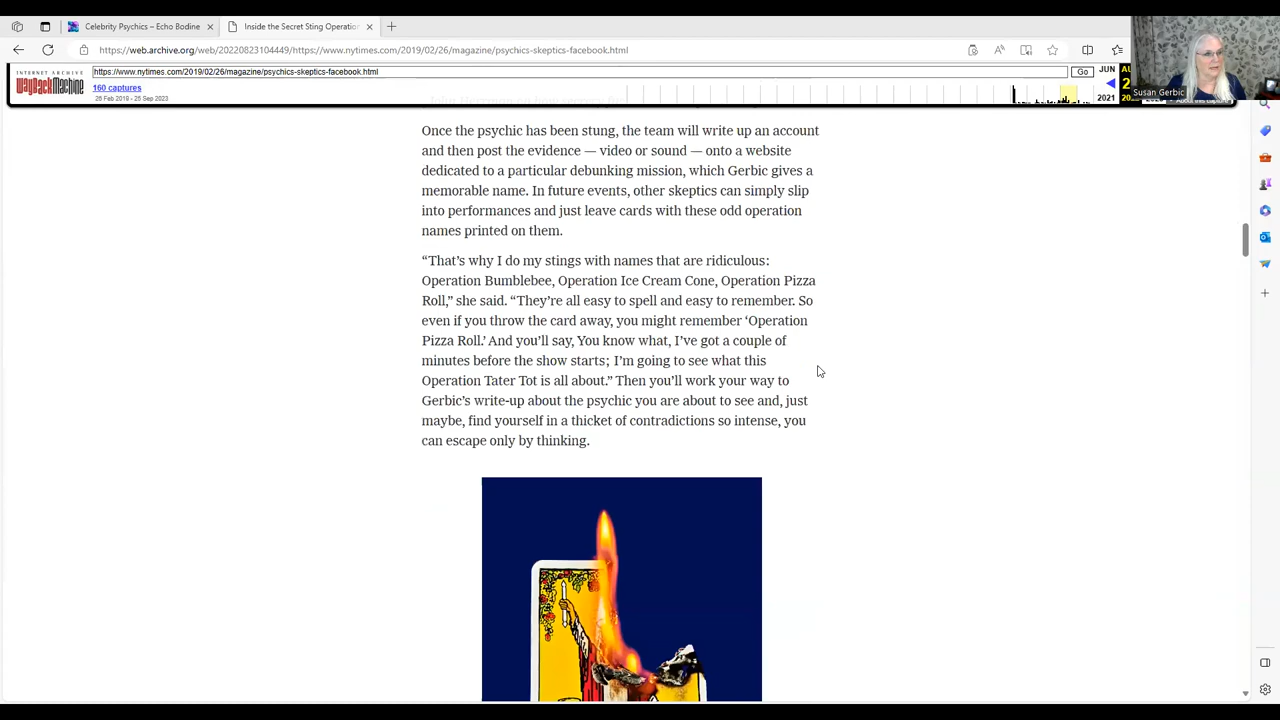 Celebrity Psychics – Echo Bodine
Inside the Secret Sting Operation
https://web.archive.org/web/20220823104449/https://www.nytimes.com/2019/02/26/magazine/psychics-skeptics-facebook.html
INTERNET ARCHIVE
WayBackMachine
https://www.nytimes.com/2019/02/26/magazine/psychics-skeptics-facebook.html
Go
JUN
AU
160 captures
26 Feb 2019 - 25 Sep 2023
2021
About this capture
Susan Gerbic
Once the psychic has been stung, the team will write up an account
and then post the evidence — video or sound — onto a website
dedicated to a particular debunking mission, which Gerbic gives a
memorable name. In future events, other skeptics can simply slip
into performances and just leave cards with these odd operation
names printed on them.
“That’s why I do my stings with names that are ridiculous:
Operation Bumblebee, Operation Ice Cream Cone, Operation Pizza
Roll,” she said. “They’re all easy to spell and easy to remember. So
even if you throw the card away, you might remember ‘Operation
Pizza Roll.’ And you’ll say, You know what, I’ve got a couple of
minutes before the show starts; I’m going to see what this
Operation Tater Tot is all about.” Then you’ll work your way to
Gerbic’s write-up about the psychic you are about to see and, just
maybe, find yourself in a thicket of contradictions so intense, you
can escape only by thinking.